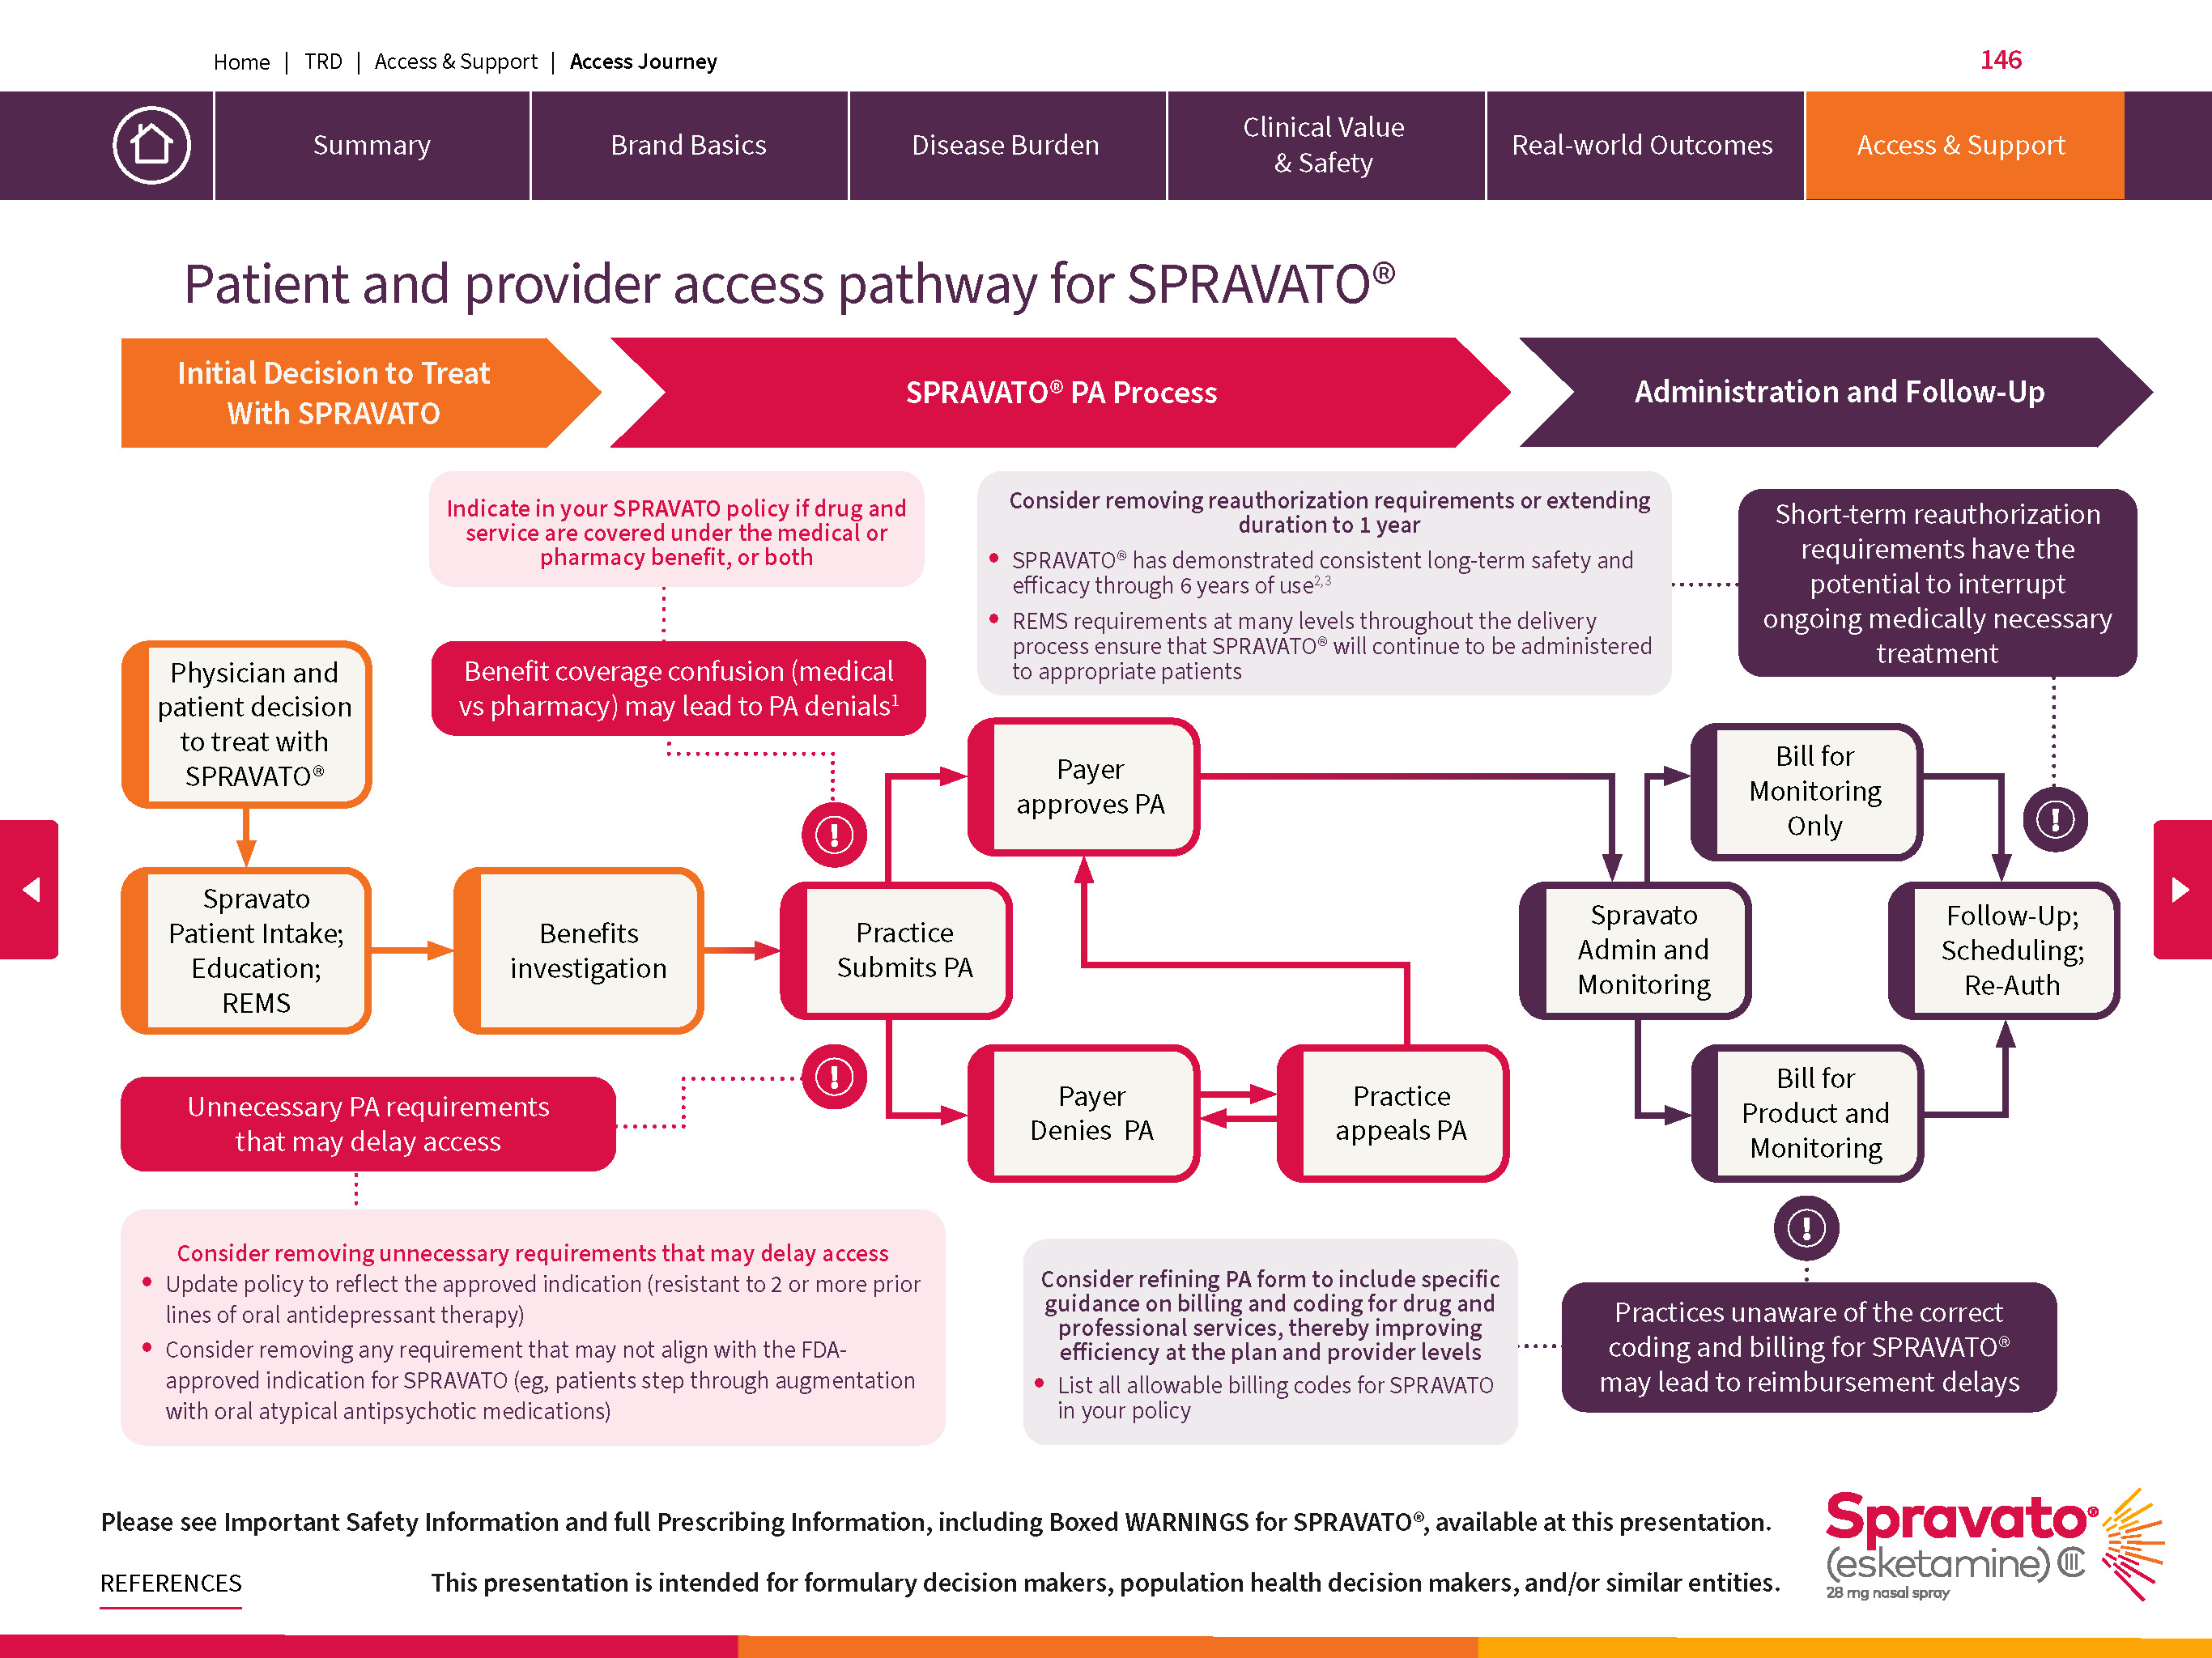 Home | TRD | Access & Support | Access Journey
146
Summary
Brand Basics
Disease Burden
Clinical Value
& Safety
Real-world Outcomes
Access & Support
Patient and provider access pathway for SPRAVATO®
Initial Decision to Treat
With SPRAVATO
SPRAVATO® PA Process
Administration and Follow-Up
Indicate in your SPRAVATO policy if drug and
service are covered under the medical or
pharmacy benefit, or both
Consider removing reauthorization requirements or extending
duration to 1 year
• SPRAVATO® has demonstrated consistent long-term safety and
efficacy through 6 years of use2,3
• REMS requirements at many levels throughout the delivery
process ensure that SPRAVATO® will continue to be administered
to appropriate patients
Short-term reauthorization
requirements have the
potential to interrupt
ongoing medically necessary
treatment
Physician and
patient decision
to treat with
SPRAVATO®
Benefit coverage confusion (medical
vs pharmacy) may lead to PA denials1
!
Payer
approves PA
Bill for
Monitoring
Only
!
Spravato
Patient Intake;
Education;
REMS
Benefits
investigation
Practice
Submits PA
Spravato
Admin and
Monitoring
Follow-Up;
Scheduling;
Re-Auth
Unnecessary PA requirements
that may delay access
!
Payer
Denies PA
Practice
appeals PA
Bill for
Product and
Monitoring
!
Consider removing unnecessary requirements that may delay access
• Update policy to reflect the approved indication (resistant to 2 or more prior
lines of oral antidepressant therapy)
• Consider removing any requirement that may not align with the FDA-
approved indication for SPRAVATO (eg, patients step through augmentation
with oral atypical antipsychotic medications)
Consider refining PA form to include specific
guidance on billing and coding for drug and
professional services, thereby improving
efficiency at the plan and provider levels
• List all allowable billing codes for SPRAVATO
in your policy
Practices unaware of the correct
coding and billing for SPRAVATO®
may lead to reimbursement delays
Please see Important Safety Information and full Prescribing Information, including Boxed WARNINGS for SPRAVATO®, available at this presentation.
REFERENCES
This presentation is intended for formulary decision makers, population health decision makers, and/or similar entities.
Spravato®
(esketamine) CIII
28 mg nasal spray